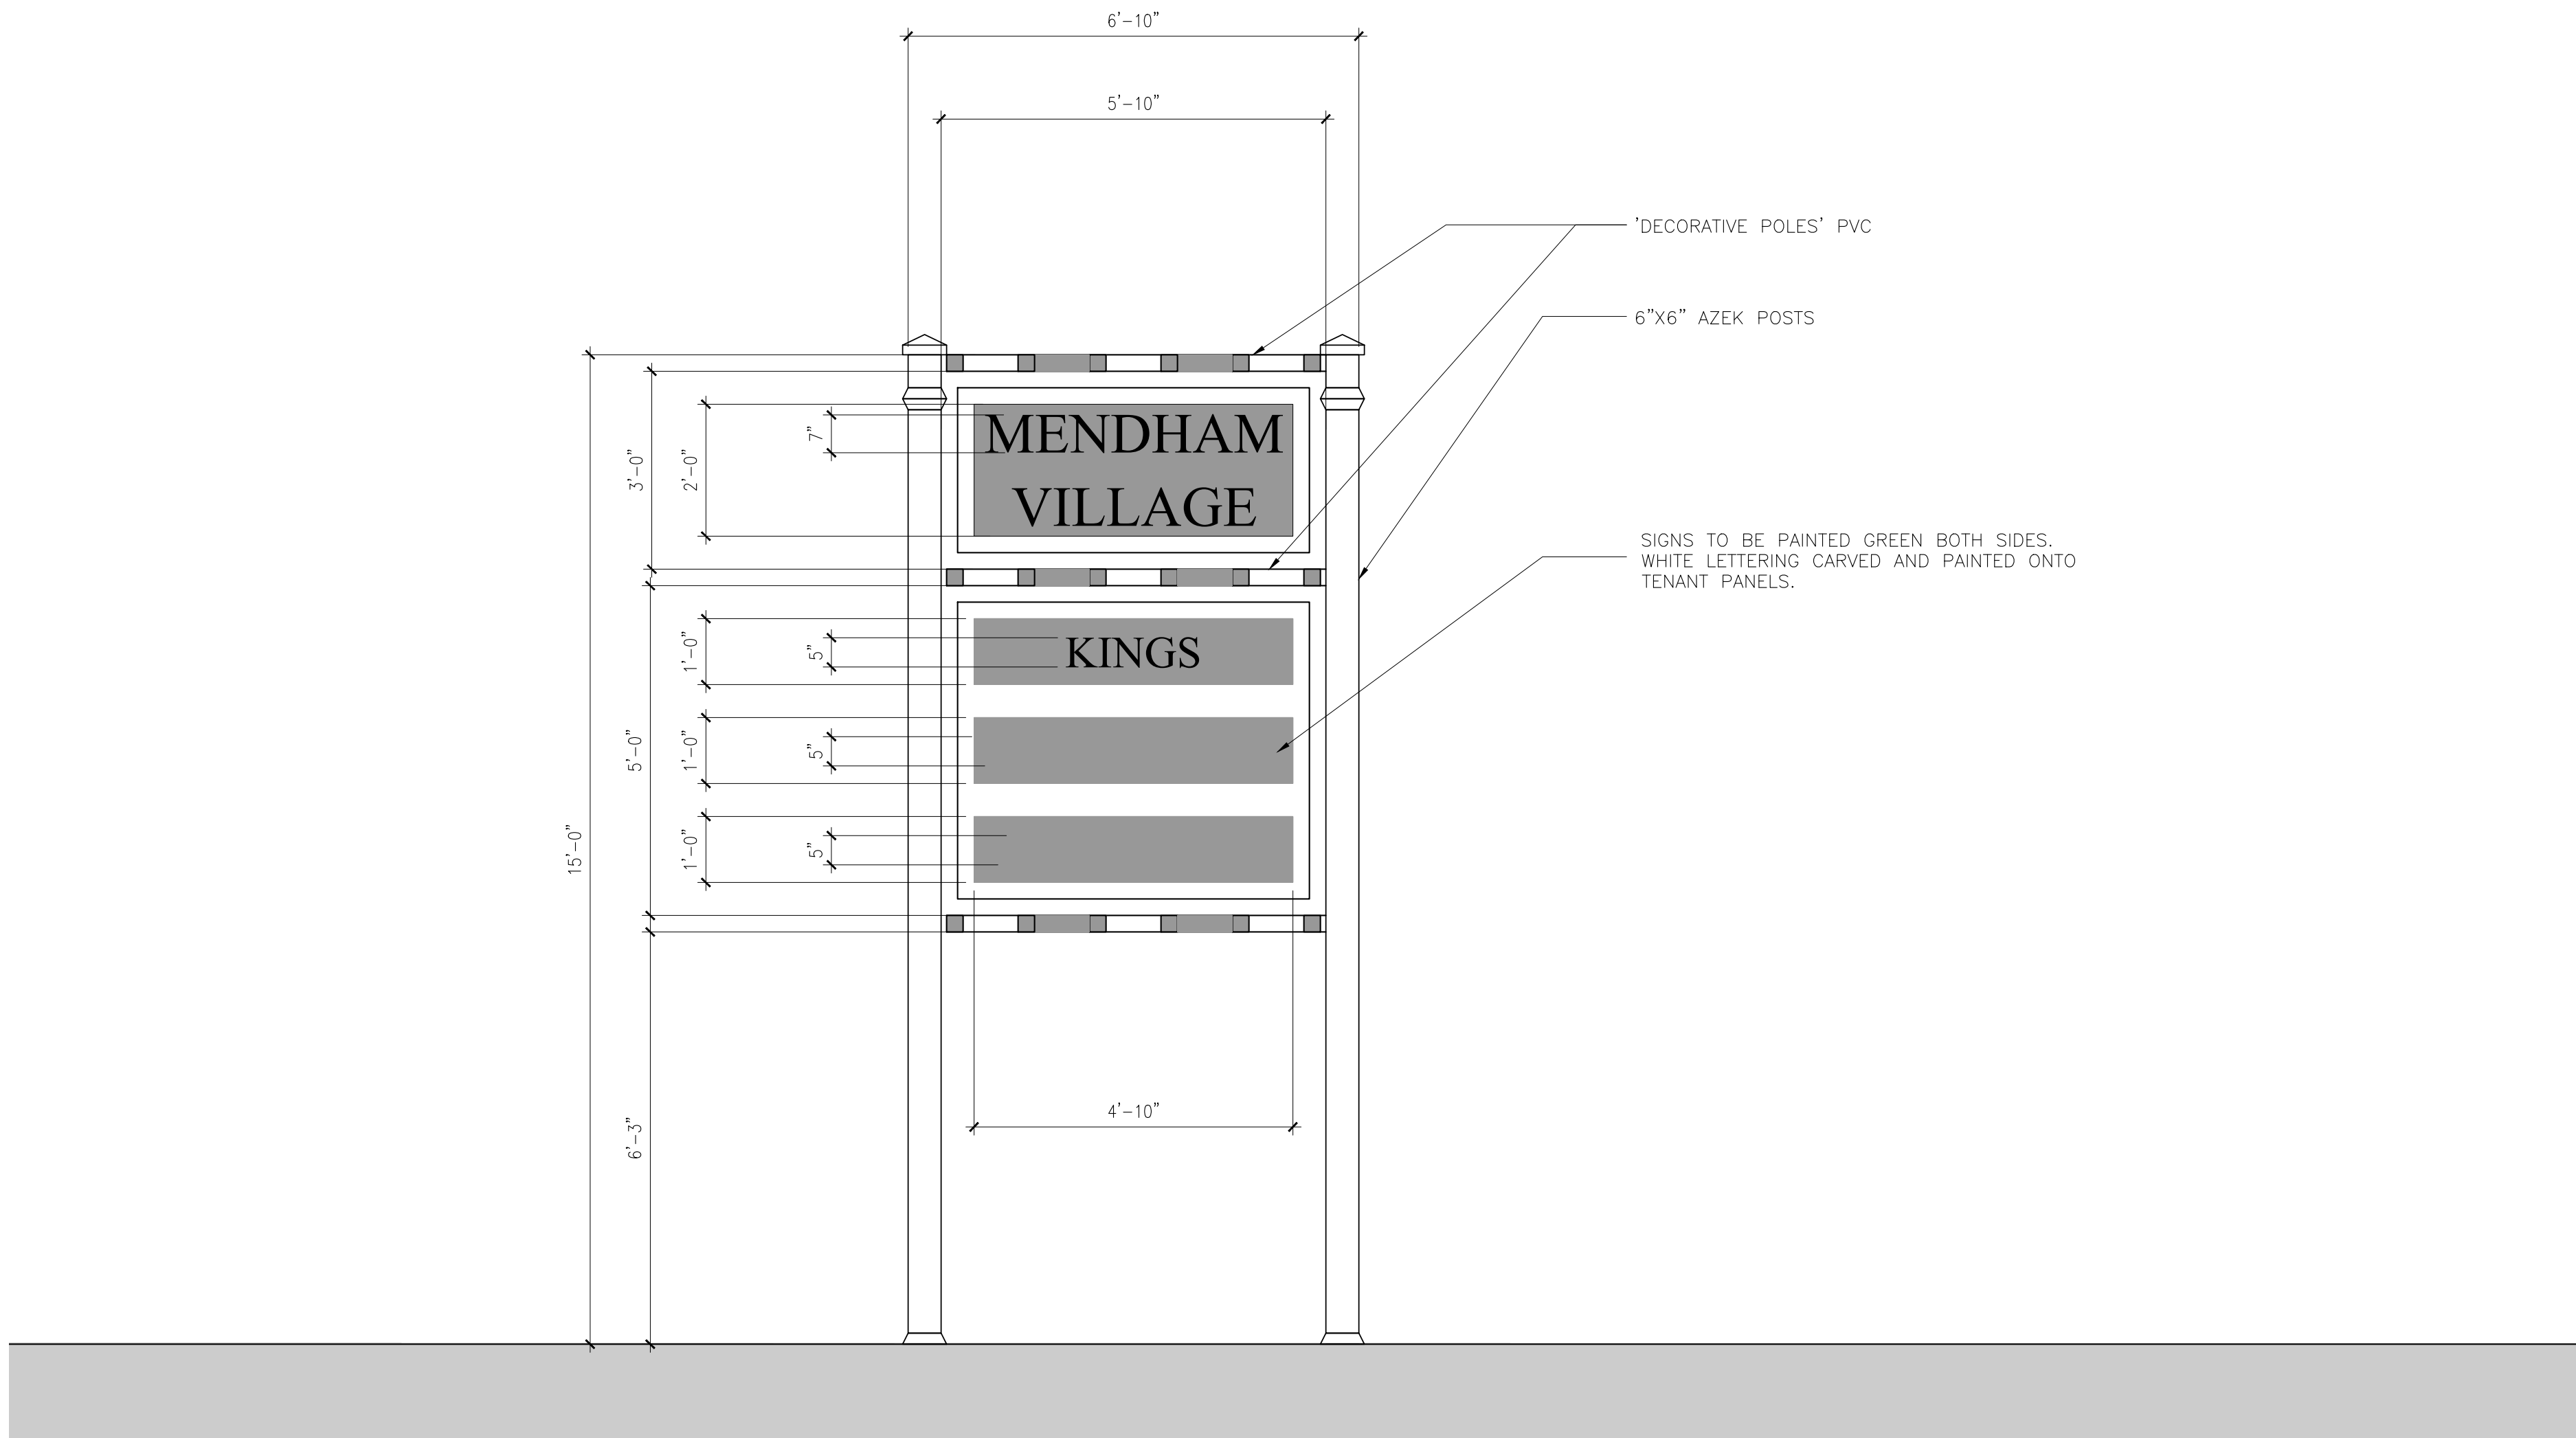 6'-10"
5'-10"
'DECORATIVE POLES' PVC
6"X6" AZEK POSTS
MENDHAM
VILLAGE
7"
2'-0"
3'-0"
SIGNS TO BE PAINTED GREEN BOTH SIDES.
WHITE LETTERING CARVED AND PAINTED ONTO
TENANT PANELS.
KINGS
1'-0"
5"
5'-0"
1'-0"
5"
15'-0"
1'-0"
5"
4'-10"
6'-3"